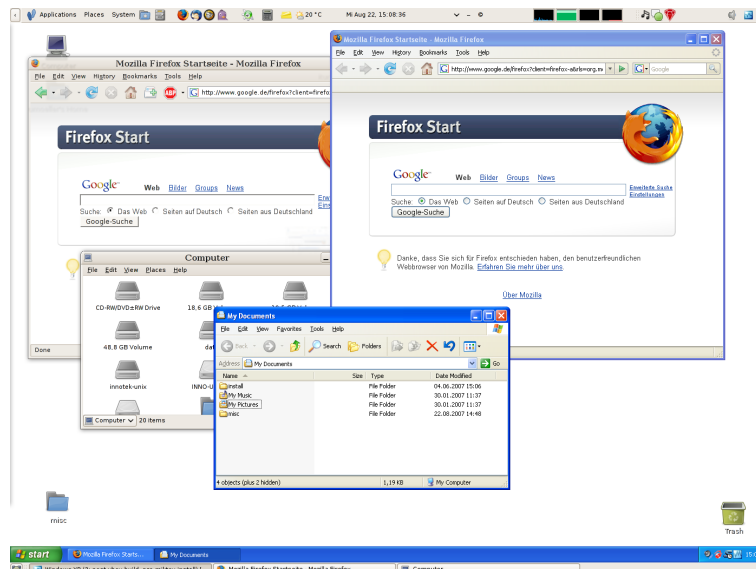 Applications Places System 20 °C Mi Aug 22, 15:08:36
Mozilla Firefox Startseite - Mozilla Firefox
File Edit View History Bookmarks Tools Help
http://www.google.de/firefox?client=firefo
Firefox Start
Google
Web Bilder Groups News
Suche: Das Web Seiten auf Deutsch Seiten aus Deutschland
Google-Suche
Done
Mozilla Firefox Startseite - Mozilla Firefox
File Edit View History Bookmarks Tools Help
http://www.google.de/firefox?client=firefox-a&rls=org.m
Google
Firefox Start
Google
Web Bilder Groups News
Erweiterte Suche
Einstellungen
Suche: Das Web Seiten auf Deutsch Seiten aus Deutschland
Google-Suche
Danke, dass Sie sich für Firefox entschieden haben, den benutzerfreundlichen
Webbrowser von Mozilla. Erfahren Sie mehr über uns.
Über Mozilla
Computer
File Edit View Places Help
CD-RW/DVD±RW Drive
48,8 GB Volume
innotek-unix
Computer 20 items
My Documents
File Edit View Favorites Tools Help
Back Search Folders
Address My Documents Go
Name Size Type Date Modified
install File Folder 04.06.2007 15:06
My Music File Folder 30.01.2007 11:37
My Pictures File Folder 30.01.2007 11:37
misc File Folder 22.08.2007 14:48
4 objects (plus 2 hidden) 1,19 KB My Computer
misc
Trash
start Mozilla Firefox Starts... My Documents
Mozilla Firefox Startseite - Mozilla Firefox
Computer